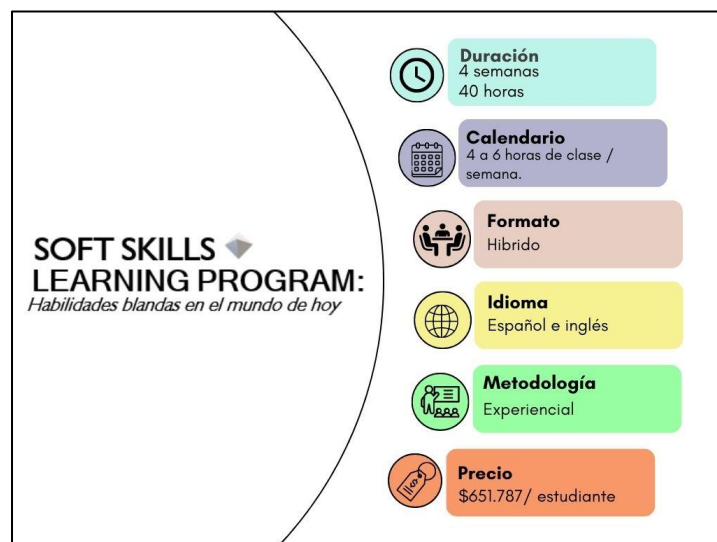 SOFT SKILLS
LEARNING PROGRAM:
Habilidades blandas en el mundo de hoy
Duración
4 semanas
40 horas
Calendario
4 a 6 horas de clase /
semana.
Formato
Hibrido
Idioma
Español e inglés
Metodología
Experiencial
Precio
$651.787/ estudiante